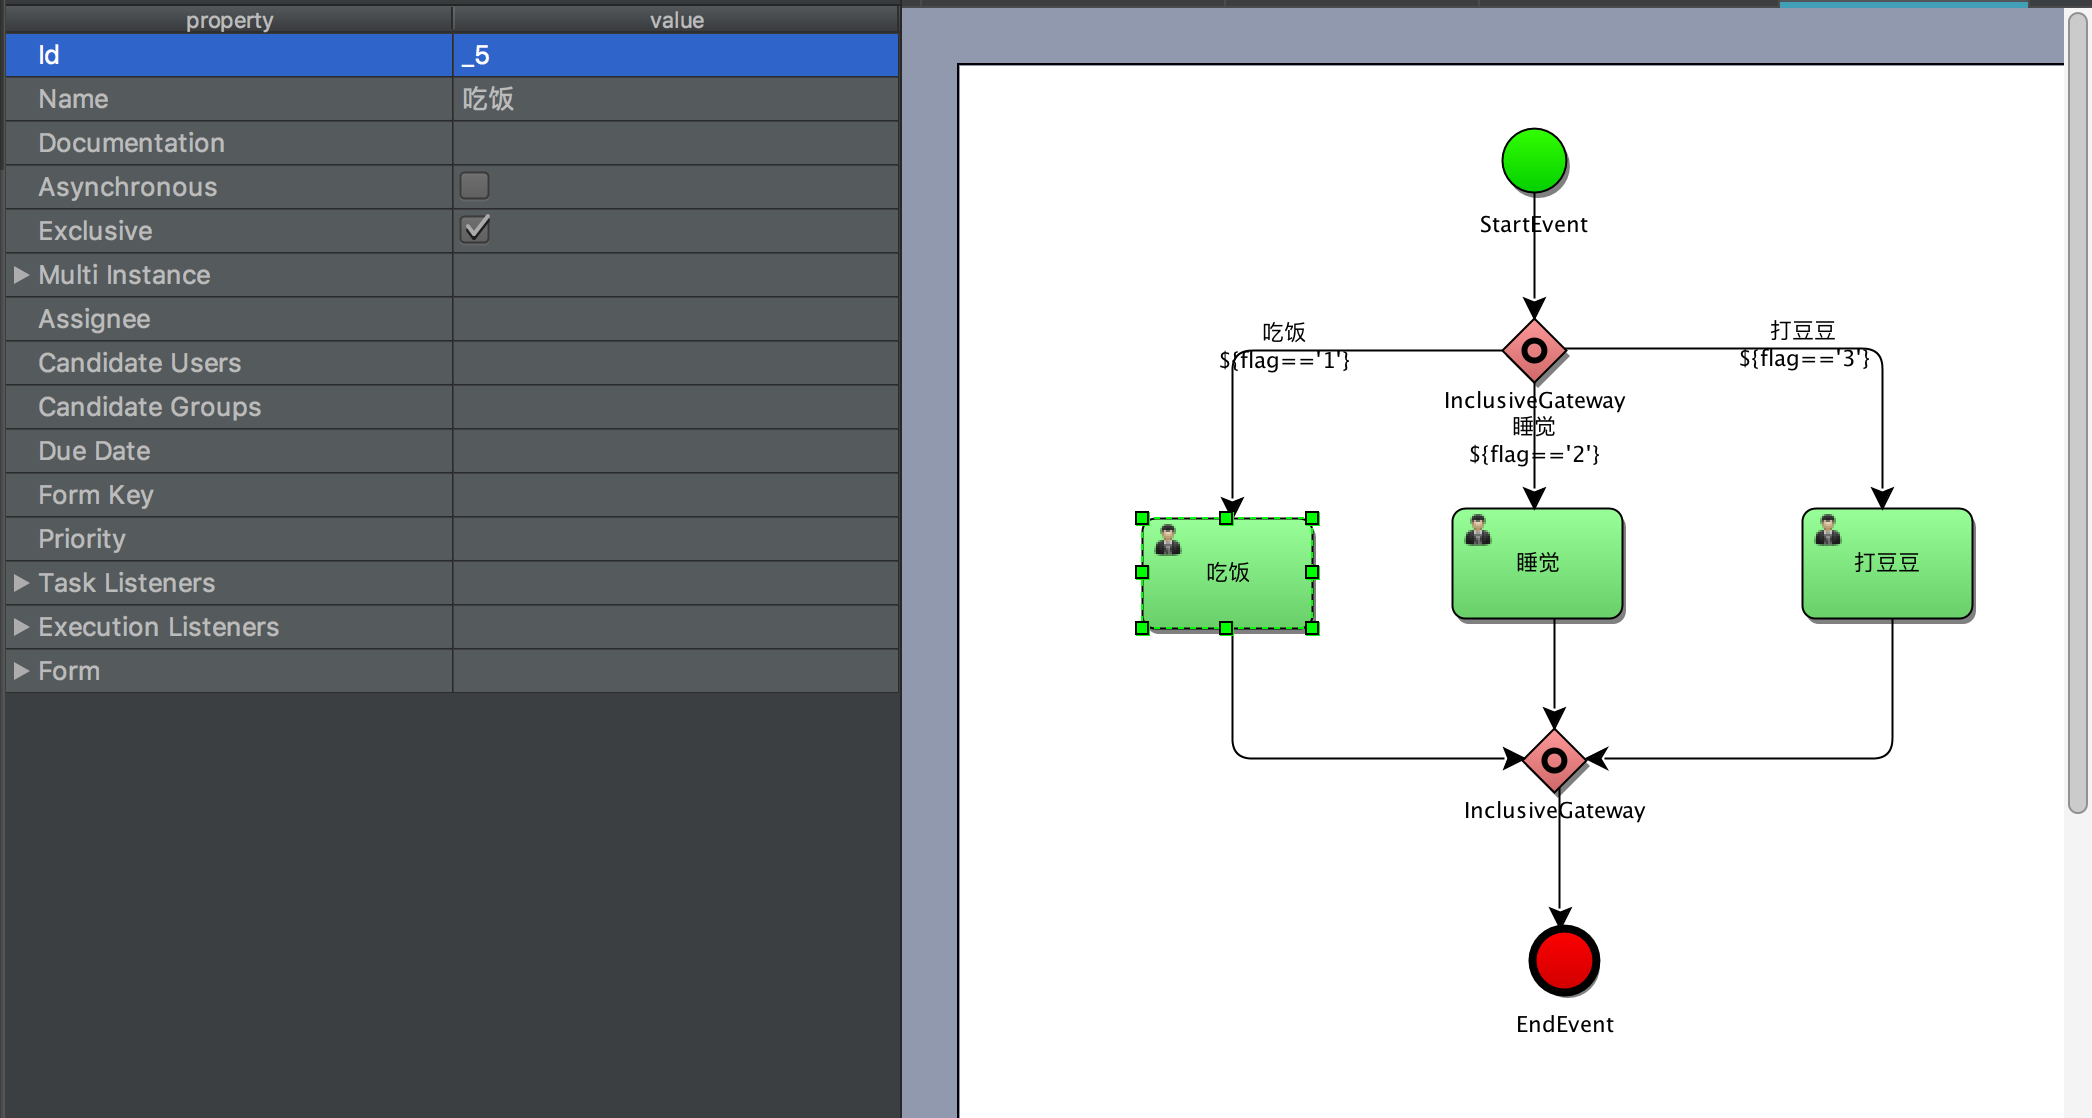 property value
Id _5
Name 吃饭
Documentation
Asynchronous
Exclusive
Multi Instance
Assignee
Candidate Users
Candidate Groups
Due Date
Form Key
Priority
Task Listeners
Execution Listeners
Form
StartEvent
吃饭
${flag=='1'}
打豆豆
${flag=='3'}
InclusiveGateway
睡觉
${flag=='2'}
吃饭
睡觉
打豆豆
InclusiveGateway
EndEvent